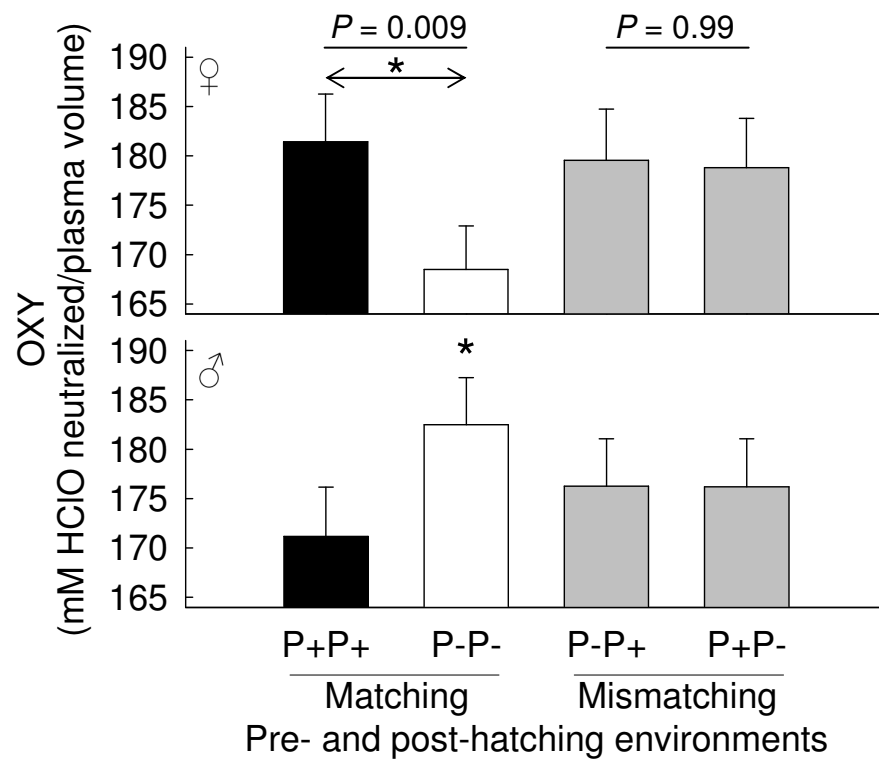 P = 0.009
P = 0.99
*
♀
190
185
180
175
170
165
OXY
(mM HClO neutralized/plasma volume)
♂
*
190
185
180
175
170
165
P+P+ P-P- P-P+ P+P-
Matching Mismatching
Pre- and post-hatching environments